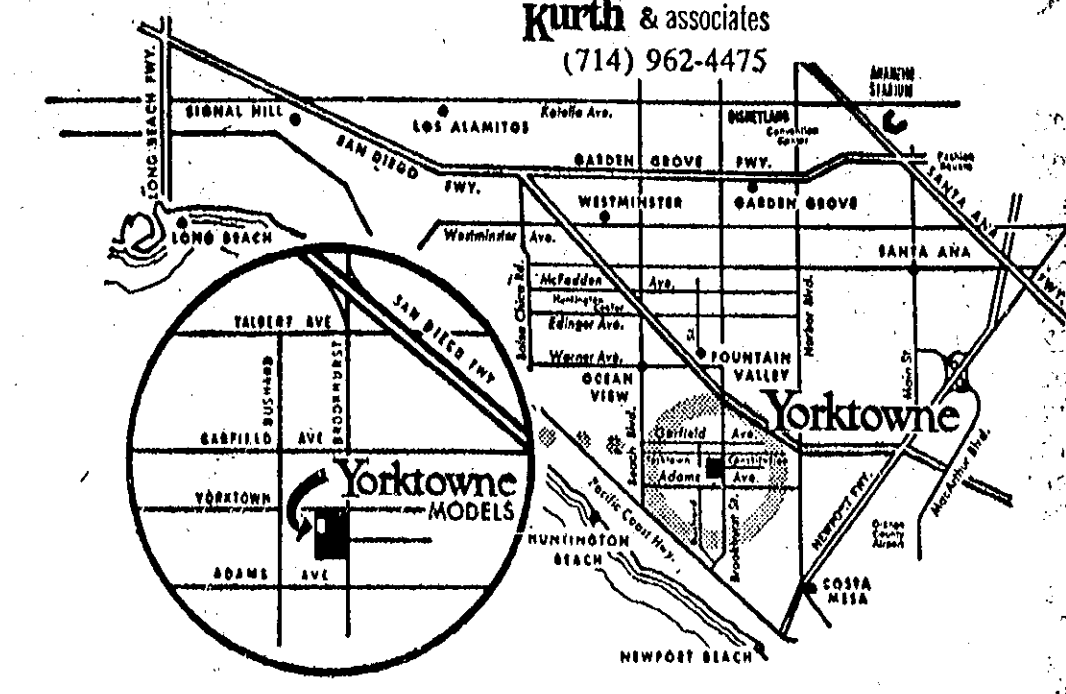 Kurth & associates
(714) 962-4475
LONG BEACH FWY.
ANAHEIM
STADIUM
SIGNAL HILL
LOS ALAMITOS
Katella Ave.
DISNEYLAND
Convention
Center
SAN DIEGO
FWY.
GARDEN GROVE FWY.
Fashion
Square
SANTA ANA
FWY.
WESTMINSTER
GARDEN GROVE
LONG BEACH
Westminster Ave.
SANTA ANA
Bolsa Chica Rd.
McFadden Ave.
Huntington
Center
Edinger Ave.
St.
Harbor Blvd.
Warner Ave.
FOUNTAIN
VALLEY
OCEAN
VIEW
Main St.
Beach Blvd.
Yorktowne
Garfield Ave.
Adams Ave.
Brookhurst St.
Pacific Coast Hwy.
NEWPORT FWY.
MacArthur Blvd.
Orange
County
Airport
HUNTINGTON
BEACH
COSTA
MESA
NEWPORT BEACH
SAN DIEGO FWY
TALBERT AVE
BUSHARD
BROOKHURST
GARFIELD AVE
YORKTOWN
Yorktowne
MODELS
ADAMS AVE